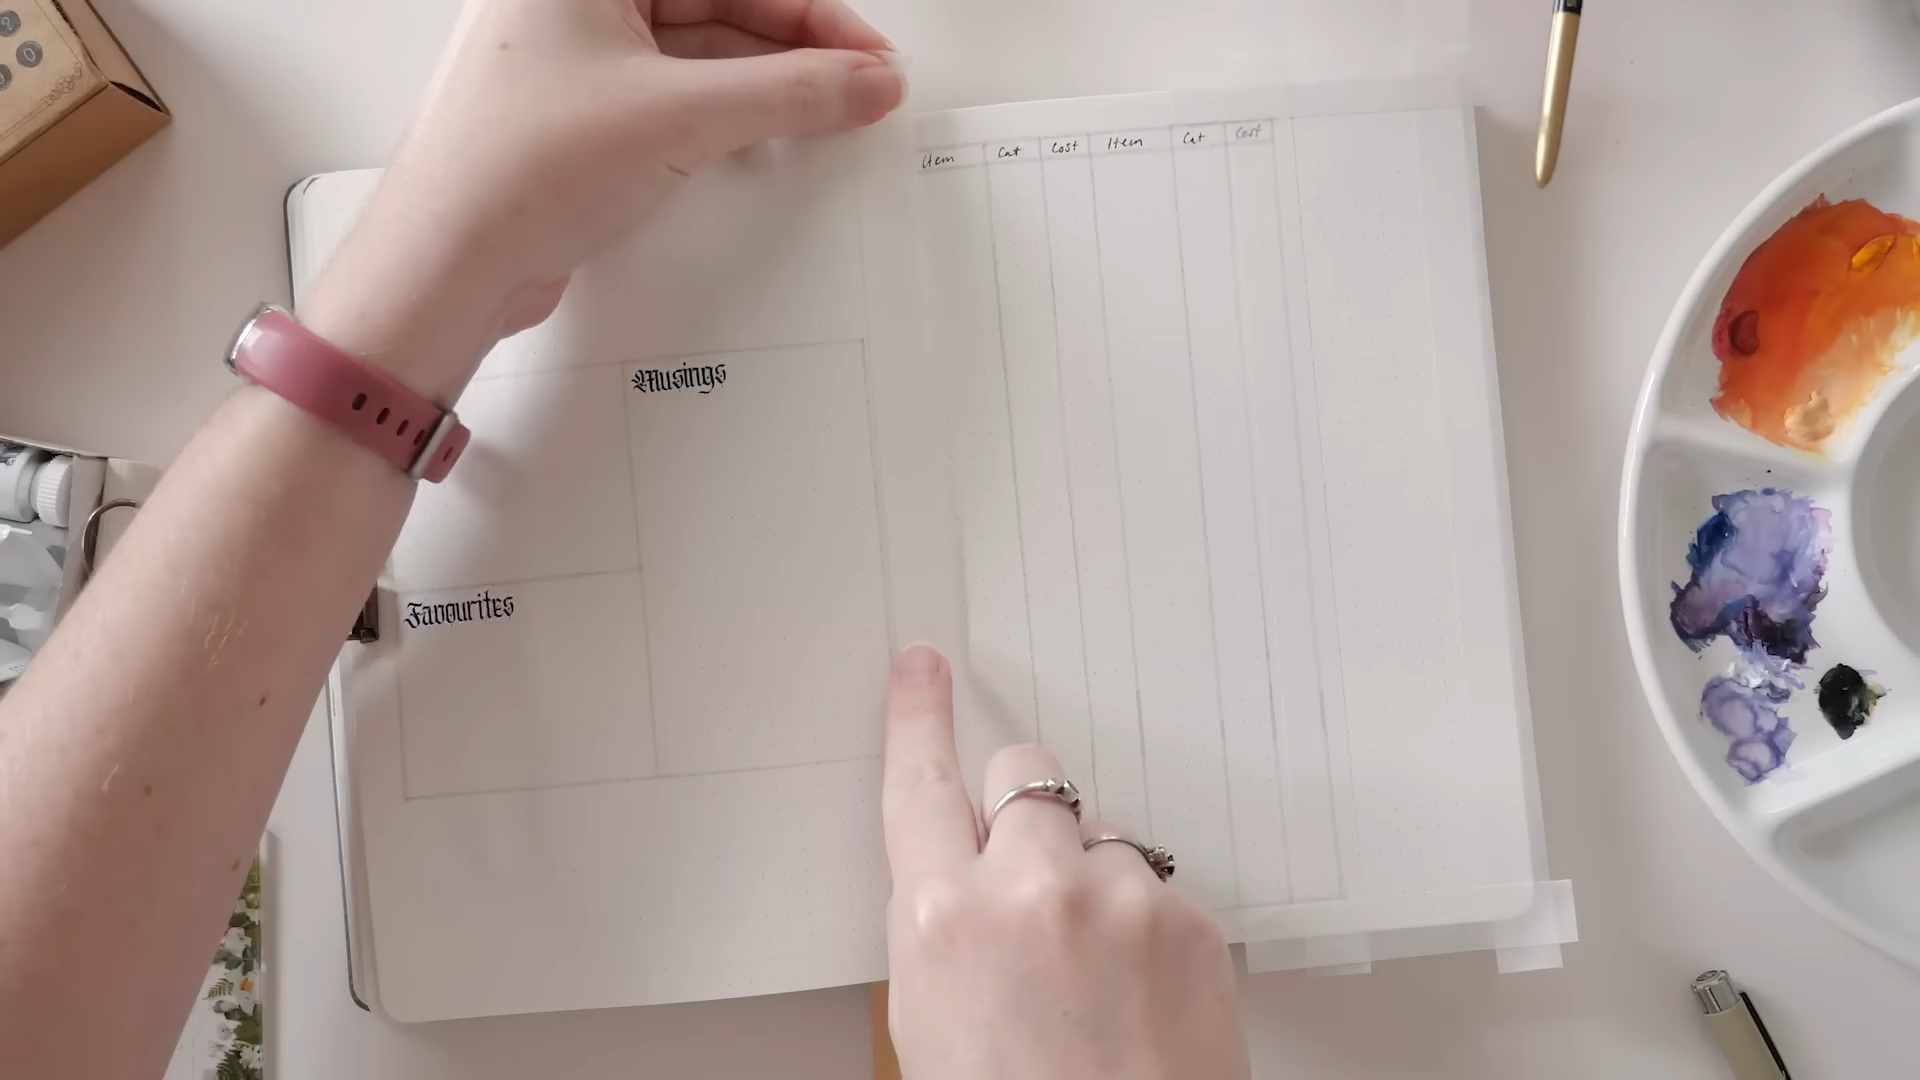 Musings
Favourites
Item Cat Cost Item Cat Cost